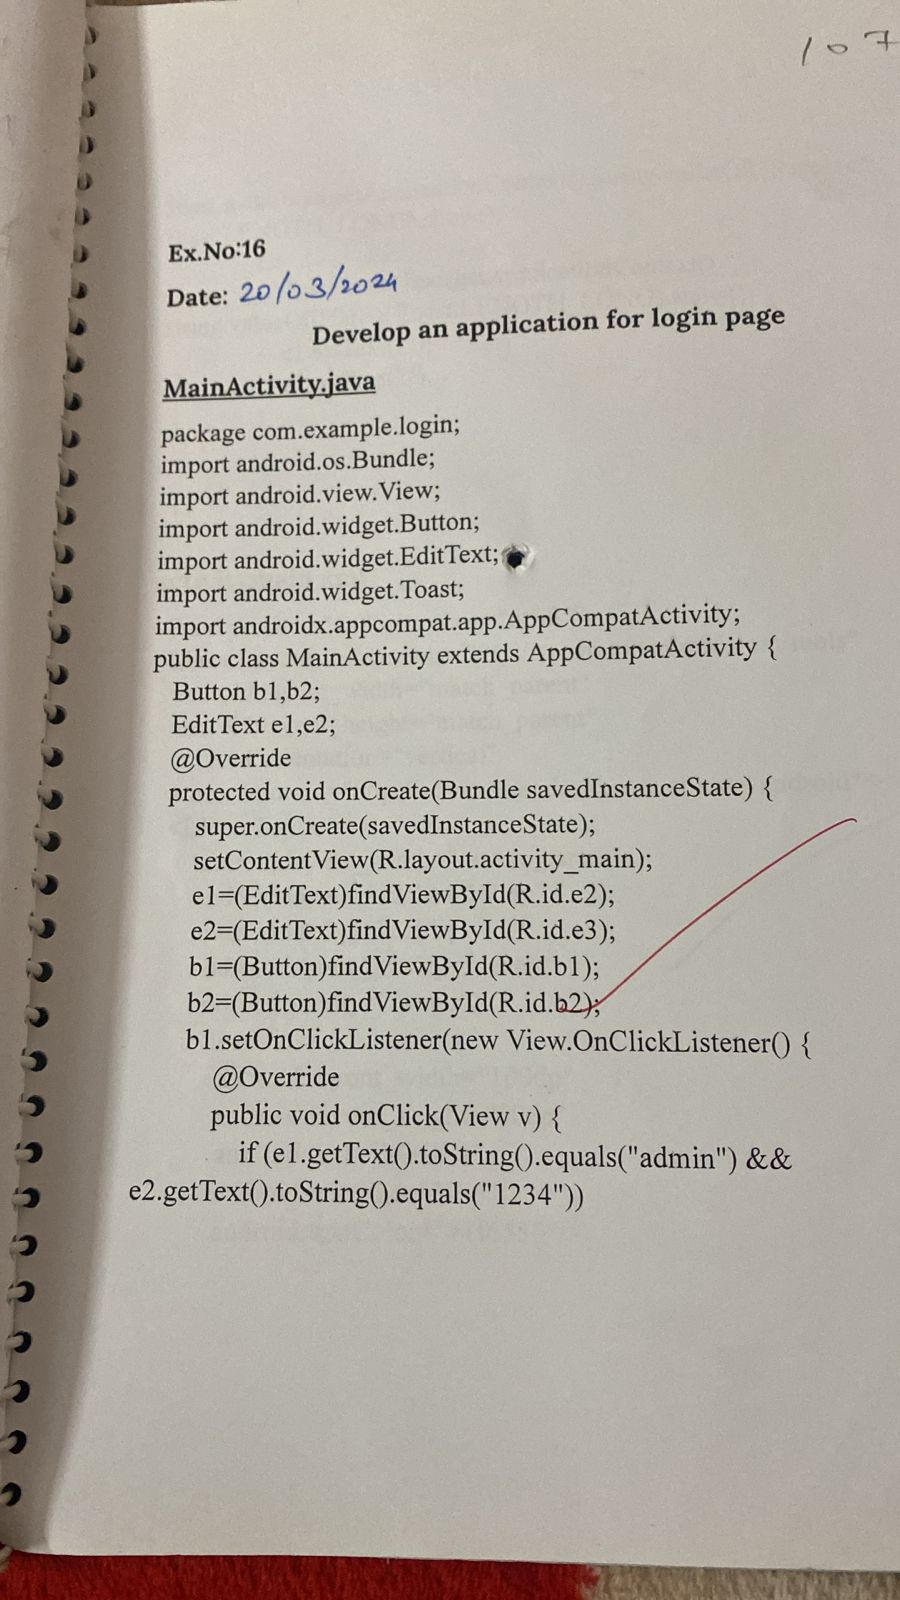 107
Ex.No:16
Date: 20/03/2024
Develop an application for login page
MainActivity.java
package com.example.login;
import android.os.Bundle;
import android.view.View;
import android.widget.Button;
import android.widget.EditText;
import android.widget.Toast;
import androidx.appcompat.app.AppCompatActivity;
public class MainActivity extends AppCompatActivity {
Button b1,b2;
EditText e1,e2;
@Override
protected void onCreate(Bundle savedInstanceState) {
super.onCreate(savedInstanceState);
setContentView(R.layout.activity_main);
e1=(EditText)findViewById(R.id.e2);
e2=(EditText)findViewById(R.id.e3);
b1=(Button)findViewById(R.id.b1);
b2=(Button)findViewById(R.id.b2);
b1.setOnClickListener(new View.OnClickListener() {
@Override
public void onClick(View v) {
if (e1.getText().toString().equals("admin") &&
e2.getText().toString().equals("1234"))